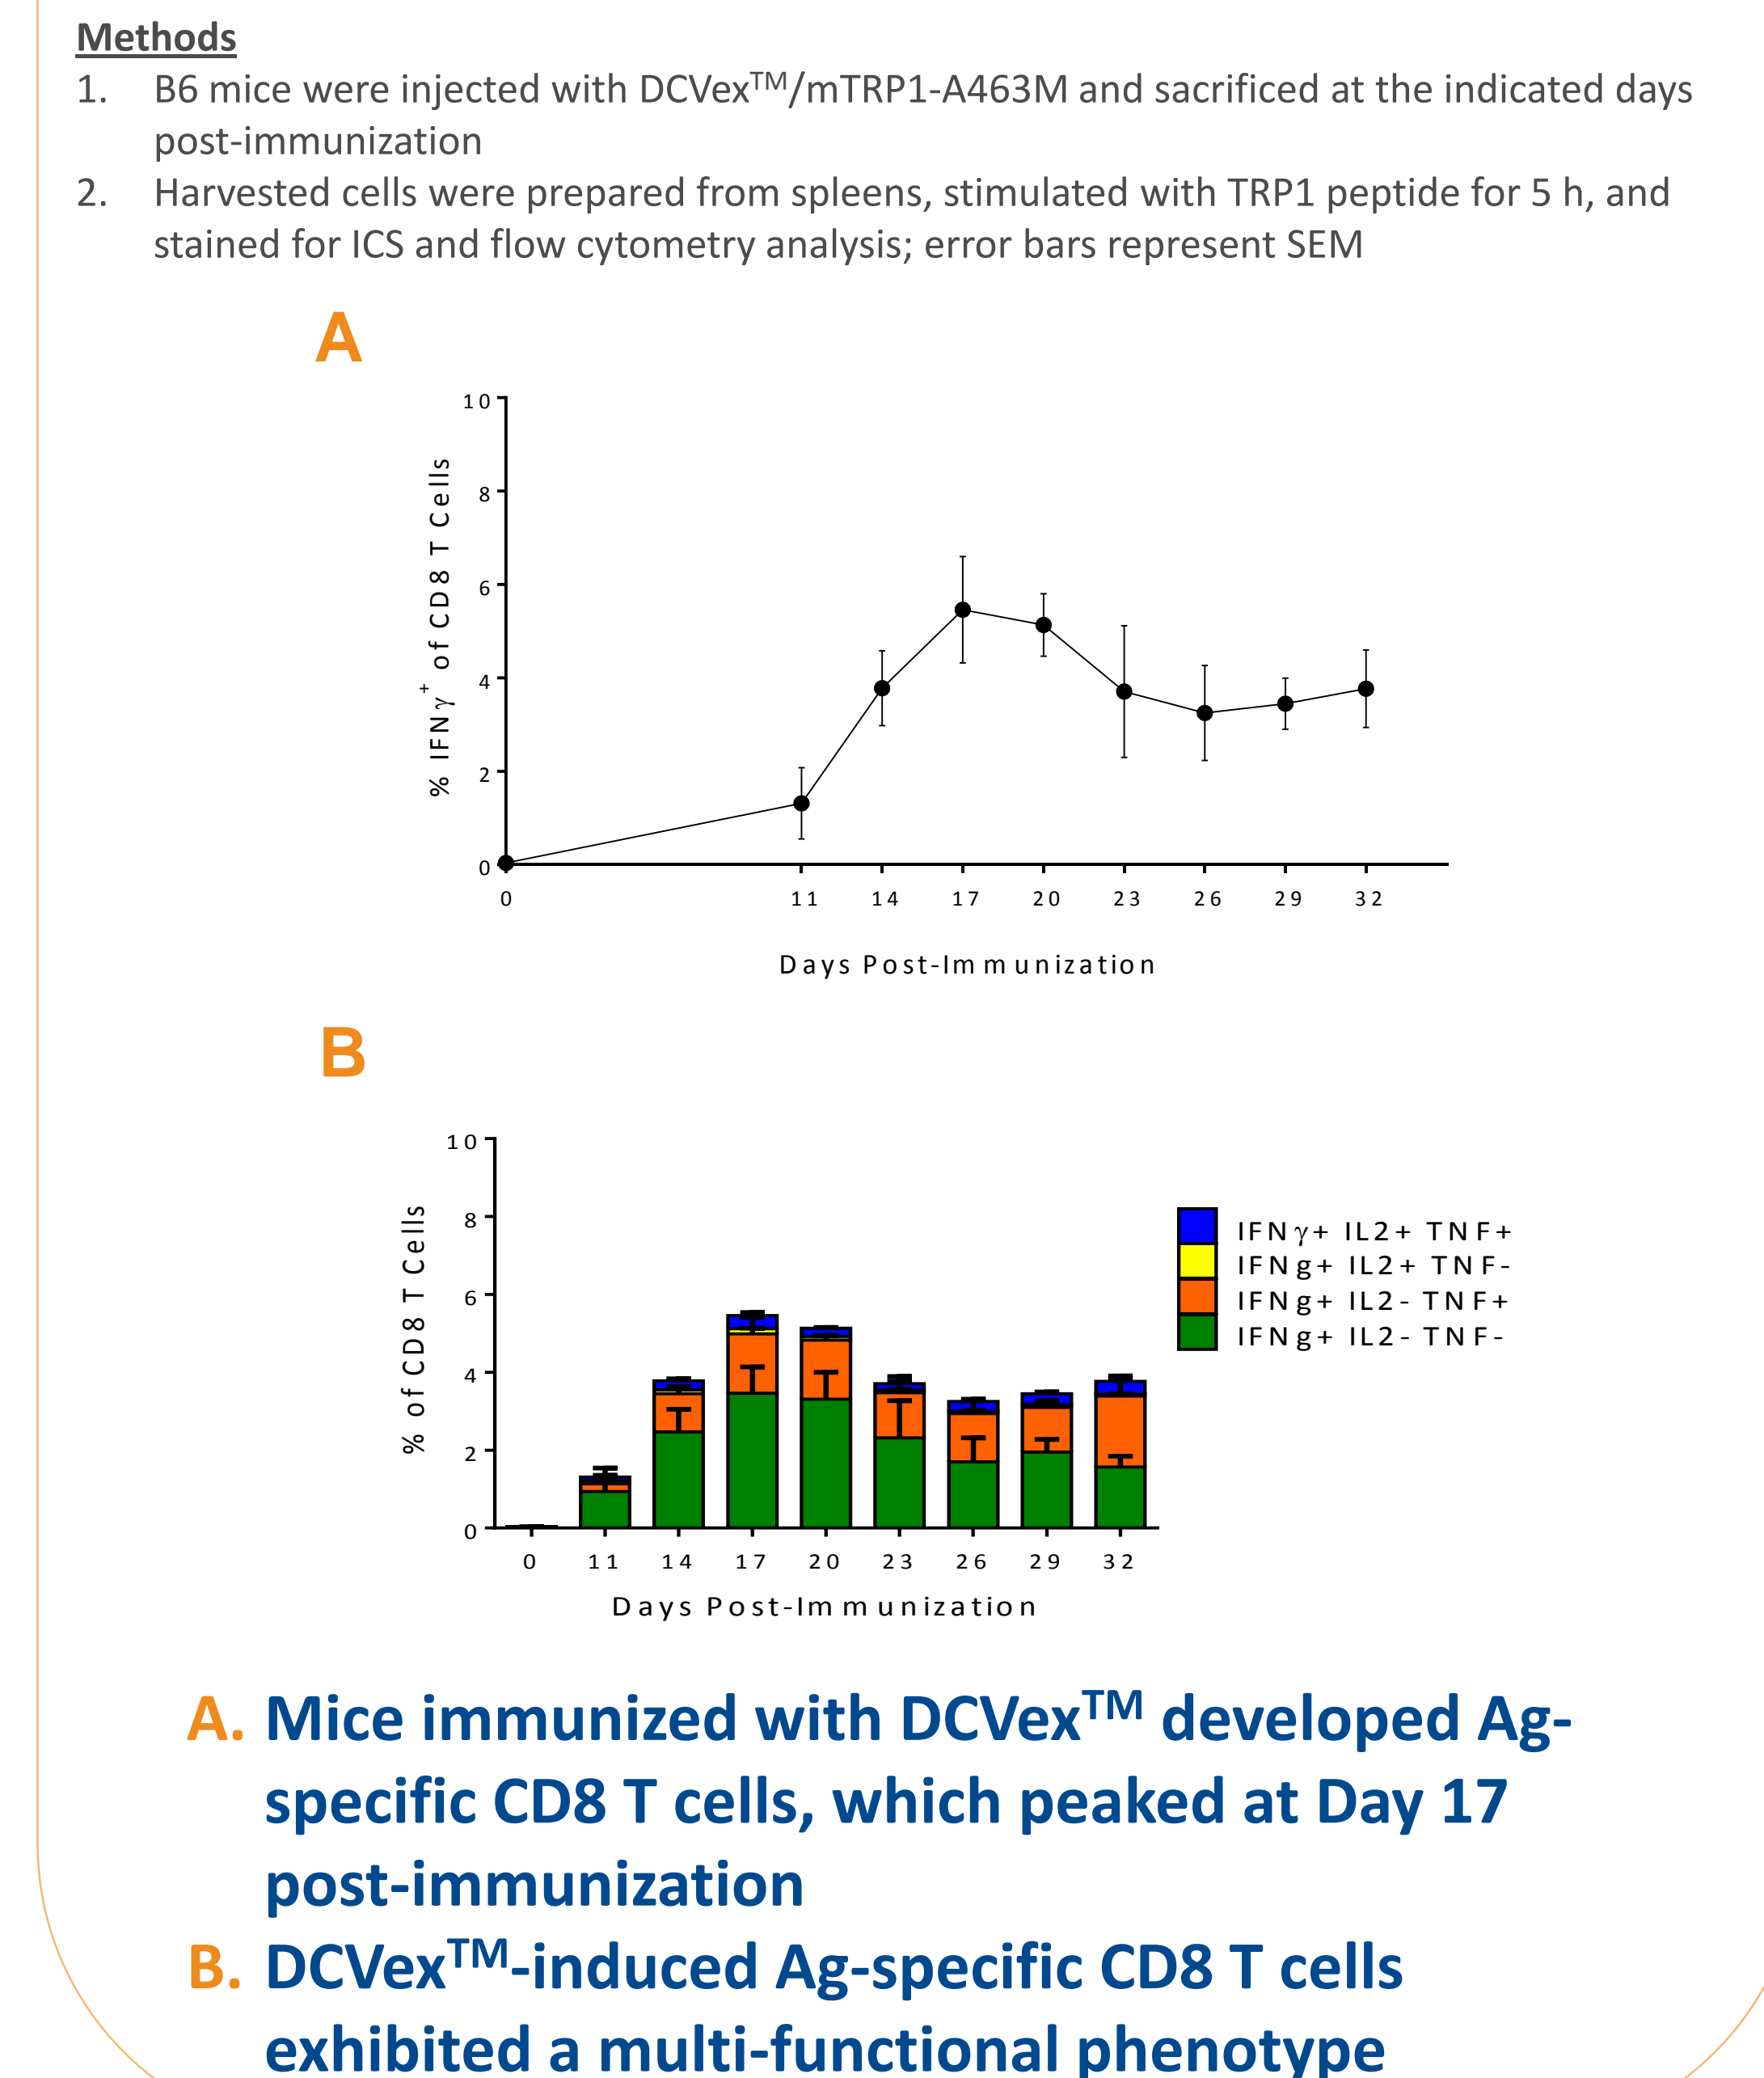 Methods
1. B6 mice were injected with DCVex™/mTRP1-A463M and sacrificed at the indicated days
post-immunization
2. Harvested cells were prepared from spleens, stimulated with TRP1 peptide for 5 h, and
stained for ICS and flow cytometry analysis; error bars represent SEM
A
% IFNγ+ of CD8 T Cells
10
8
6
4
2
0
0 11 14 17 20 23 26 29 32
Days Post-Immunization
B
% of CD8 T Cells
10
8
6
4
2
0
0 11 14 17 20 23 26 29 32
Days Post-Immunization
IFNγ+ IL2+ TNF+
IFNg+ IL2+ TNF-
IFNg+ IL2- TNF+
IFNg+ IL2- TNF-
A. Mice immunized with DCVex™ developed Ag-
specific CD8 T cells, which peaked at Day 17
post-immunization
B. DCVex™-induced Ag-specific CD8 T cells
exhibited a multi-functional phenotype